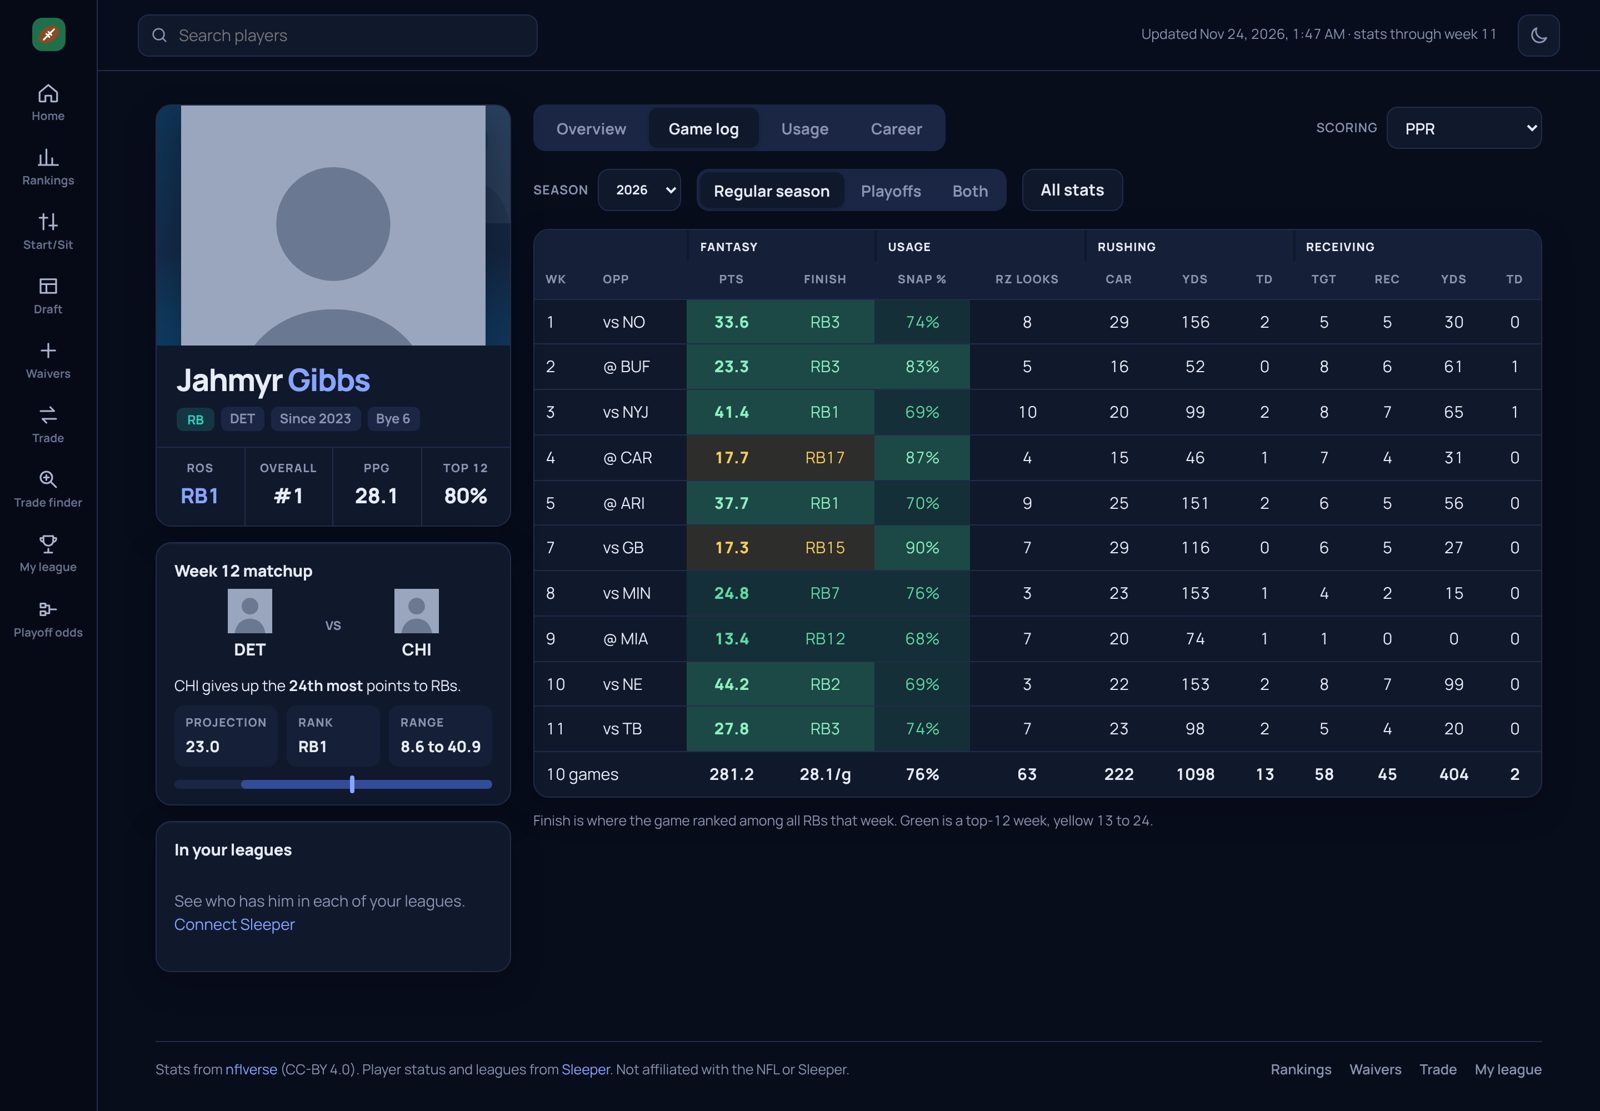 Search players
Updated Nov 24, 2026, 1:47 AM · stats through week 11
Home
Rankings
Start/Sit
Draft
Waivers
Trade
Trade finder
My league
Playoff odds
Jahmyr Gibbs
RB DET Since 2023 Bye 6
ROS OVERALL PPG TOP 12
RB1 #1 28.1 80%
Week 12 matchup
DET vs CHI
CHI gives up the 24th most points to RBs.
PROJECTION RANK RANGE
23.0 RB1 8.6 to 40.9
In your leagues
See who has him in each of your leagues.
Connect Sleeper
Overview Game log Usage Career
SCORING PPR
SEASON 2026 Regular season Playoffs Both All stats
FANTASY USAGE RUSHING RECEIVING
WK OPP PTS FINISH SNAP % RZ LOOKS CAR YDS TD TGT REC YDS TD
1 vs NO 33.6 RB3 74% 8 29 156 2 5 5 30 0
2 @ BUF 23.3 RB3 83% 5 16 52 0 8 6 61 1
3 vs NYJ 41.4 RB1 69% 10 20 99 2 8 7 65 1
4 @ CAR 17.7 RB17 87% 4 15 46 1 7 4 31 0
5 @ ARI 37.7 RB1 70% 9 25 151 2 6 5 56 0
7 vs GB 17.3 RB15 90% 7 29 116 0 6 5 27 0
8 vs MIN 24.8 RB7 76% 3 23 153 1 4 2 15 0
9 @ MIA 13.4 RB12 68% 7 20 74 1 1 0 0 0
10 vs NE 44.2 RB2 69% 3 22 153 2 8 7 99 0
11 vs TB 27.8 RB3 74% 7 23 98 2 5 4 20 0
10 games 281.2 28.1/g 76% 63 222 1098 13 58 45 404 2
Finish is where the game ranked among all RBs that week. Green is a top-12 week, yellow 13 to 24.
Stats from nflverse (CC-BY 4.0). Player status and leagues from Sleeper. Not affiliated with the NFL or Sleeper.
Rankings Waivers Trade My league